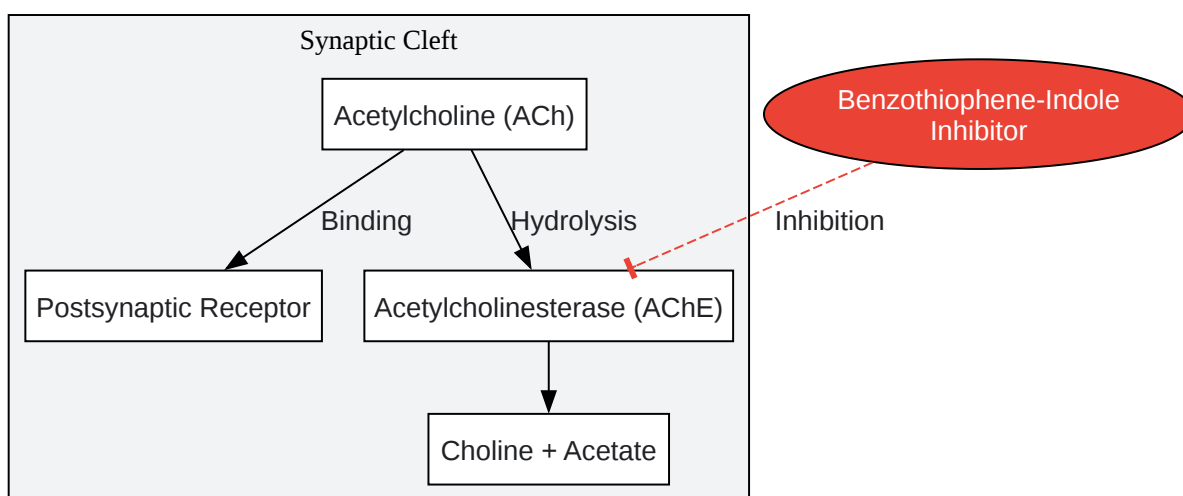 Synaptic Cleft
Acetylcholine (ACh)
Benzothiophene-Indole
Inhibitor
Binding
Hydrolysis
Inhibition
Postsynaptic Receptor
Acetylcholinesterase (AChE)
Choline + Acetate